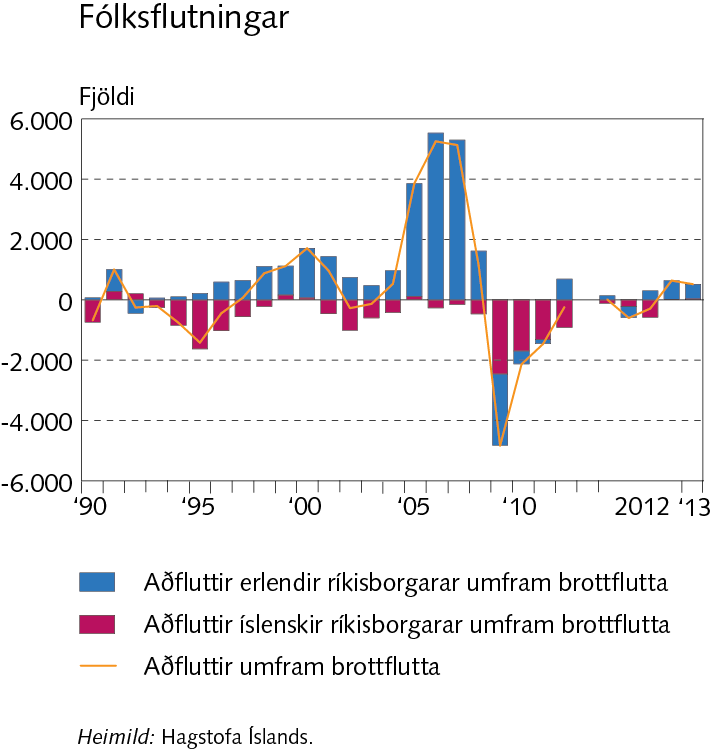 Fólksflutningar
Fjöldi
6.000
4.000
2.000
0
-2.000
-4.000
-6.000
‘90 ‘95 ‘00 ‘05 ‘10 2012 ‘13
Aðfluttir erlendir ríkisborgarar umfram brottflutta
Aðfluttir íslenskir ríkisborgarar umfram brottflutta
Aðfluttir umfram brottflutta
Heimild: Hagstofa Íslands.